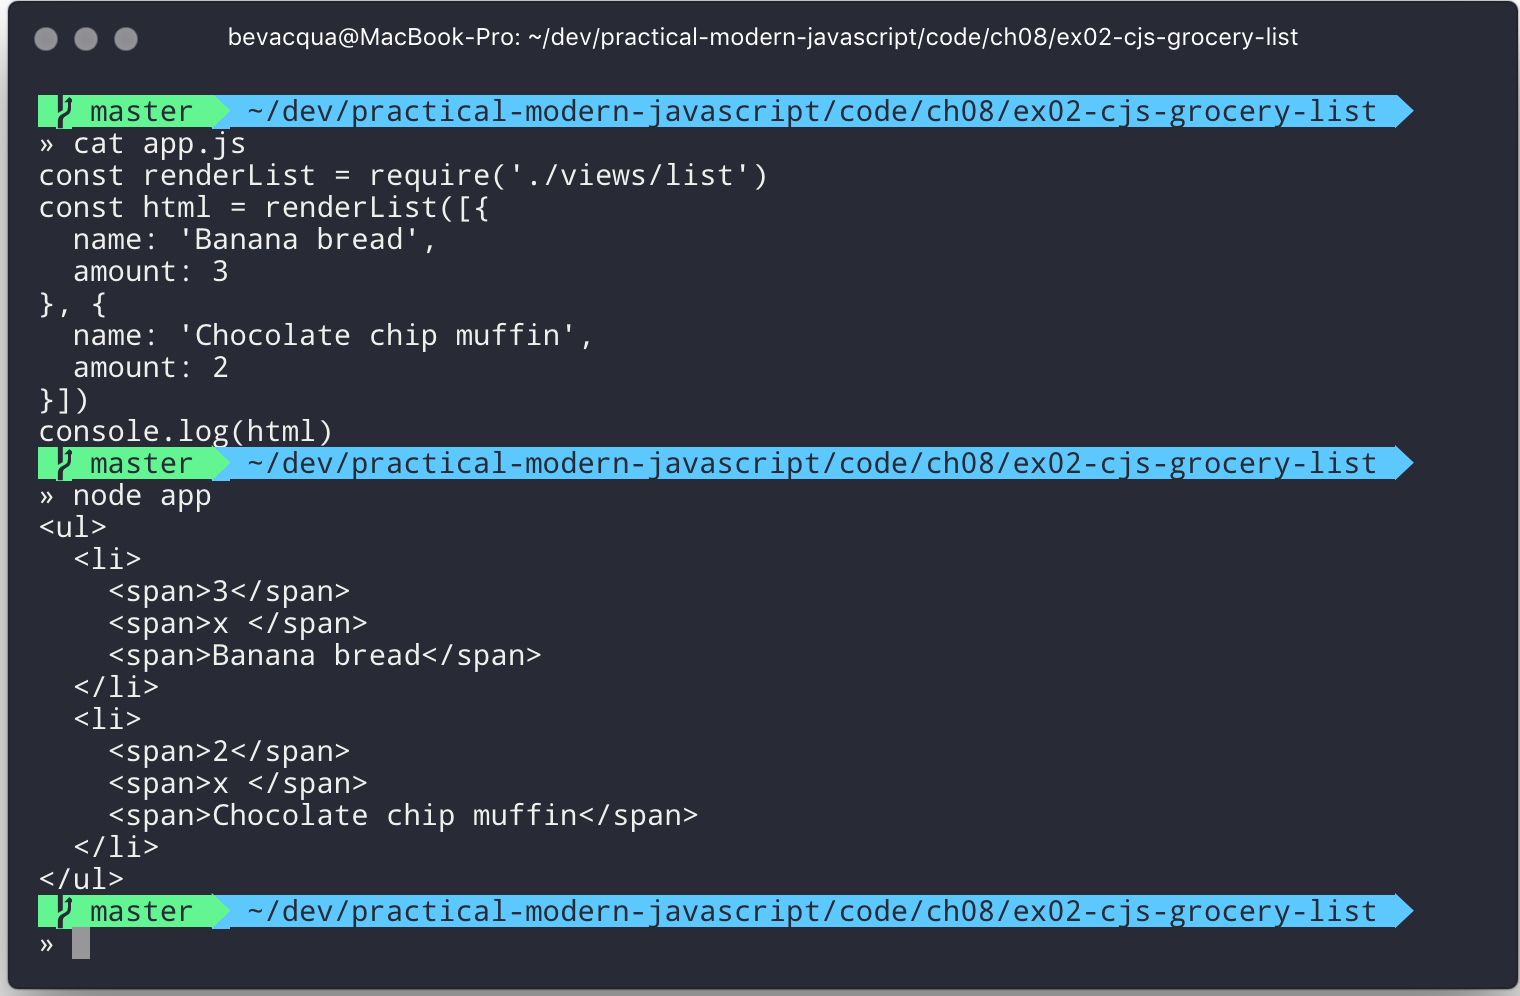 bevacqua@MacBook-Pro: ~/dev/practical-modern-javascript/code/ch08/ex02-cjs-grocery-list
master ~/dev/practical-modern-javascript/code/ch08/ex02-cjs-grocery-list
» cat app.js
const renderList = require('./views/list')
const html = renderList([{
  name: 'Banana bread',
  amount: 3
}, {
  name: 'Chocolate chip muffin',
  amount: 2
}])
console.log(html)
master ~/dev/practical-modern-javascript/code/ch08/ex02-cjs-grocery-list
» node app
<ul>
  <li>
    <span>3</span>
    <span>x </span>
    <span>Banana bread</span>
  </li>
  <li>
    <span>2</span>
    <span>x </span>
    <span>Chocolate chip muffin</span>
  </li>
</ul>
master ~/dev/practical-modern-javascript/code/ch08/ex02-cjs-grocery-list
»